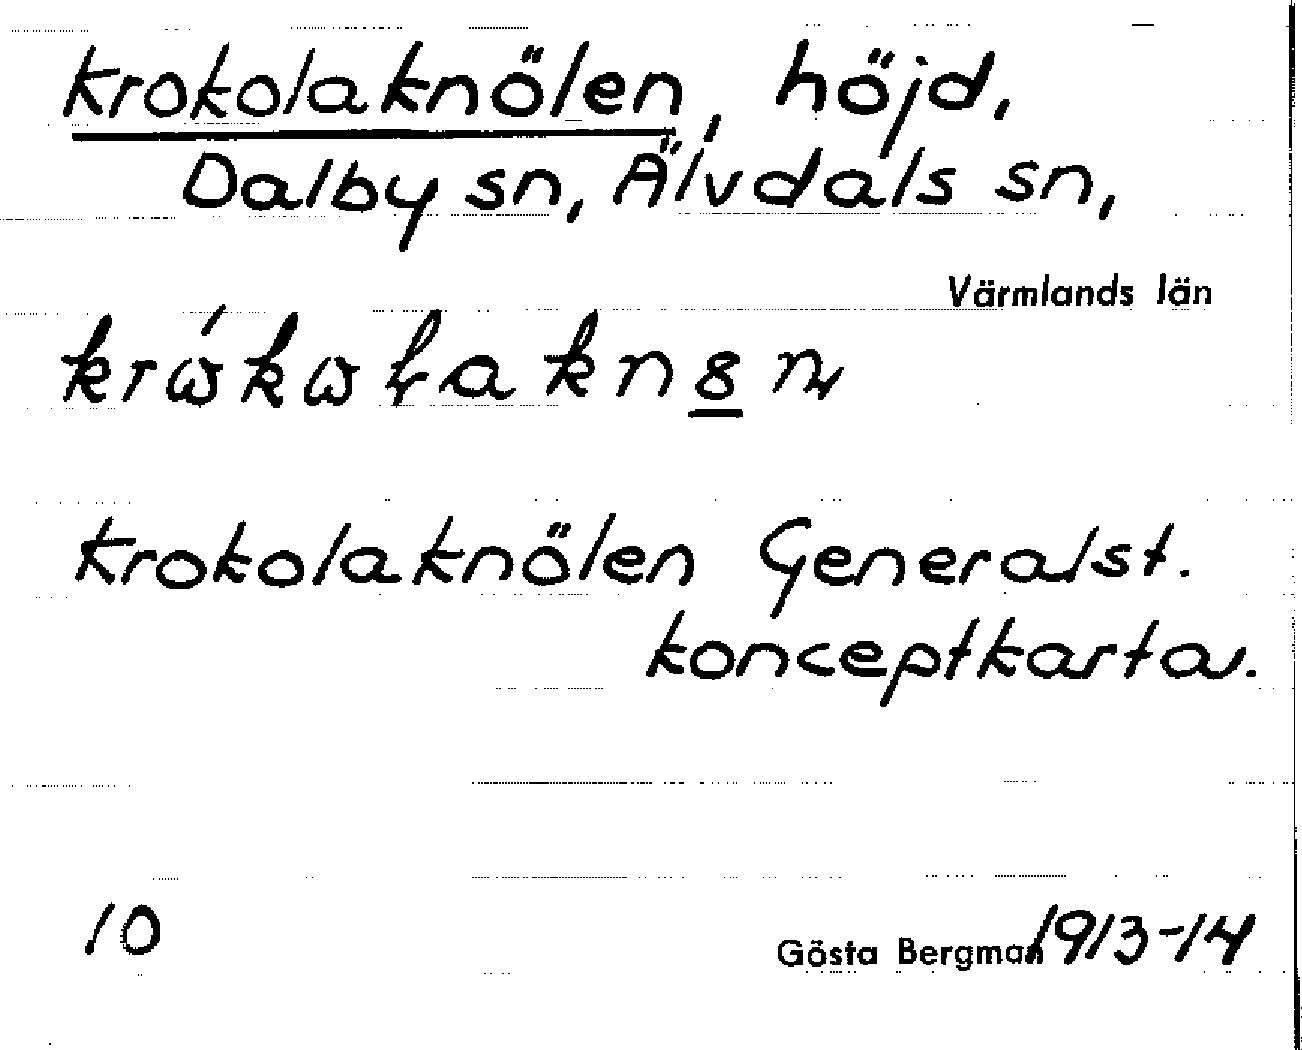 Krokolaknölen, höjd,
Dalby sn, Älvdals sn,
Värmlands län
Krokolaknölen Generalst.
konceptkarta.
10
Gösta Bergman 1913-14